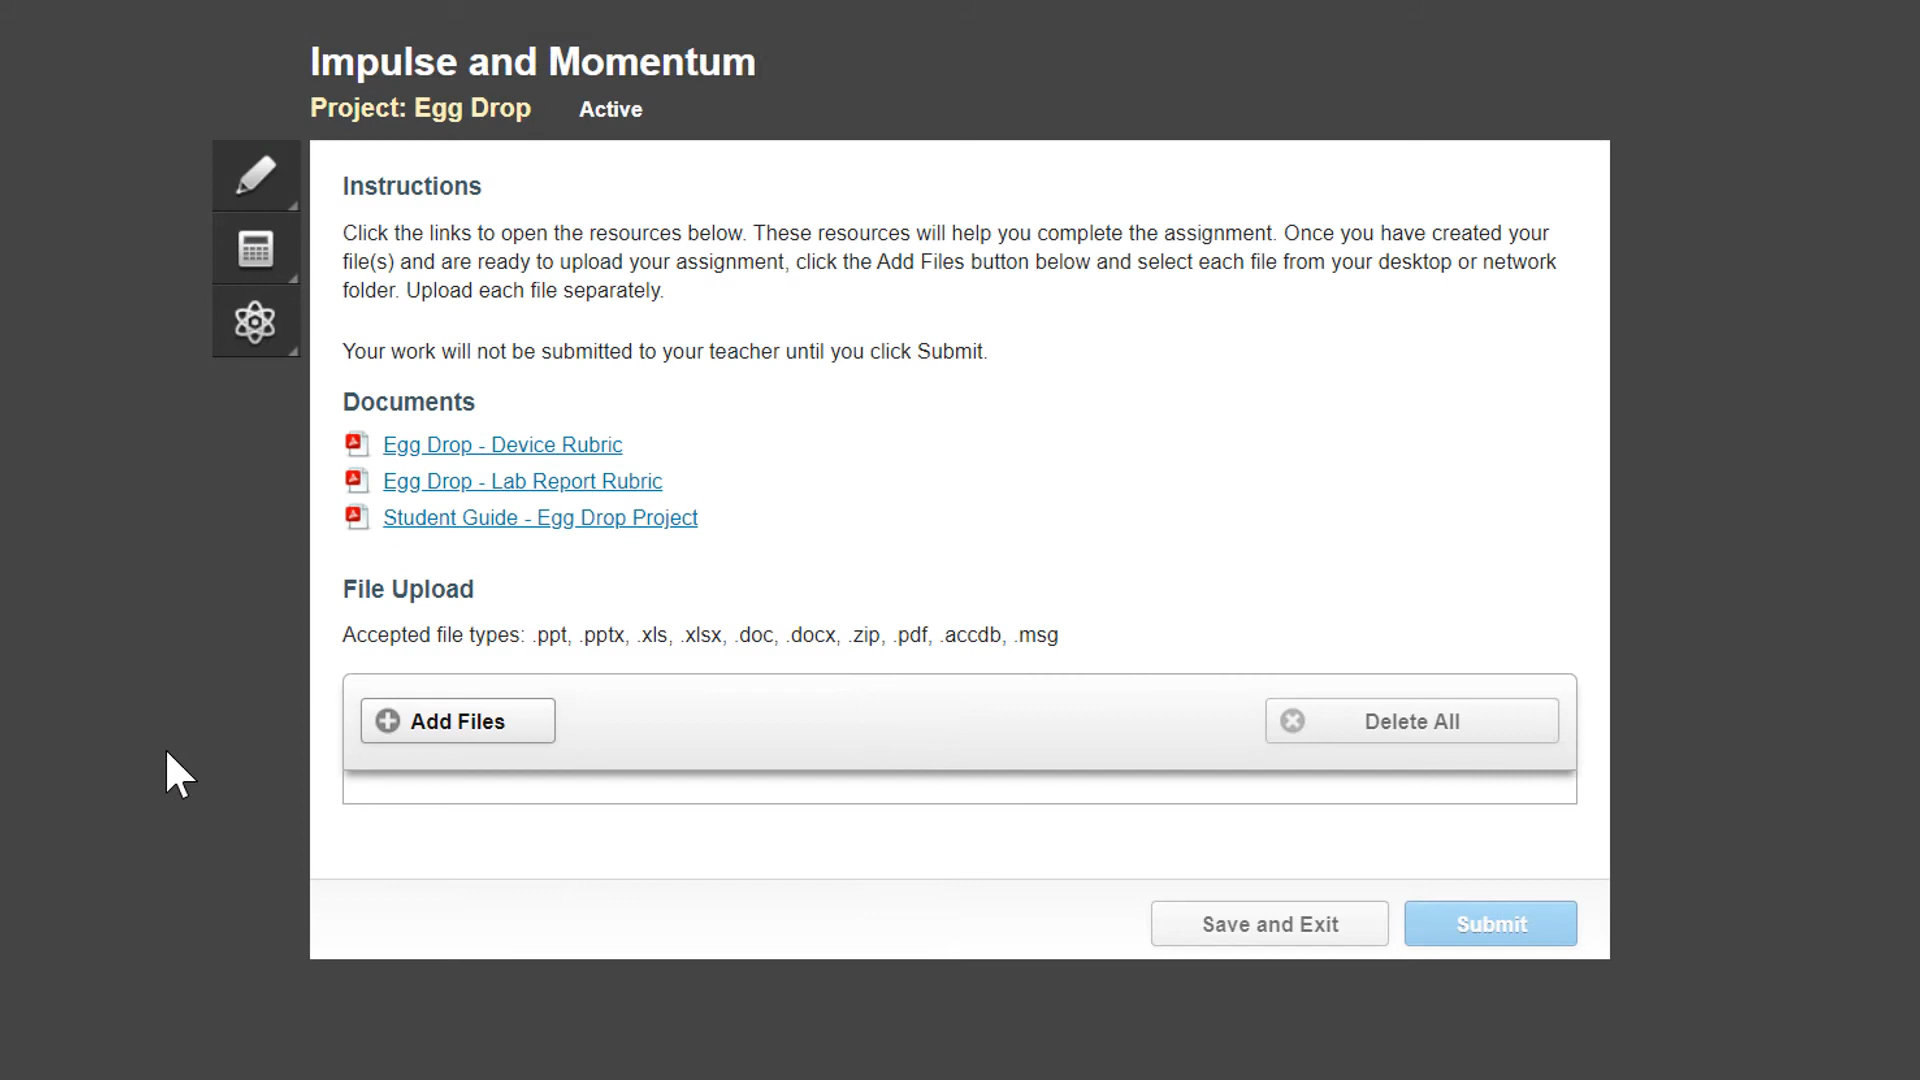 Impulse and Momentum
Project: Egg Drop Active
Instructions
Click the links to open the resources below. These resources will help you complete the assignment. Once you have created your
file(s) and are ready to upload your assignment, click the Add Files button below and select each file from your desktop or network
folder. Upload each file separately.
Your work will not be submitted to your teacher until you click Submit.
Documents
Egg Drop - Device Rubric
Egg Drop - Lab Report Rubric
Student Guide - Egg Drop Project
File Upload
Accepted file types: .ppt, .pptx, .xls, .xlsx, .doc, .docx, .zip, .pdf, .accdb, .msg
Add Files Delete All
Save and Exit Submit